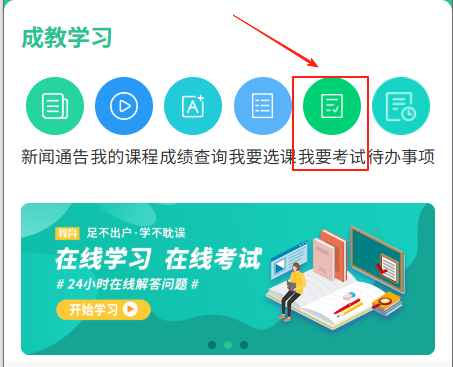 成教学习
新闻通告 我的课程 成绩查询 我要选课 我要考试 待办事项
教育 足不出户·学不耽误
在线学习 在线考试
# 24小时在线解答问题 #
开始学习